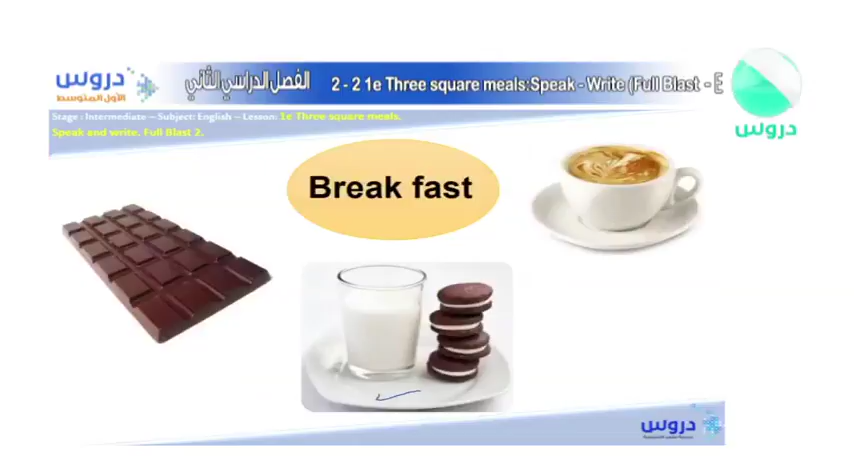 دروس
الأول المتوسط
الفصل الدراسي الثاني
2 - 2 1e Three square meals:Speak - Write (Full Blast - E
دروس
Stage : Intermediate – Subject: English – Lesson: 1e Three square meals.
Speak and write. Full Blast 2.
Break fast
دروس